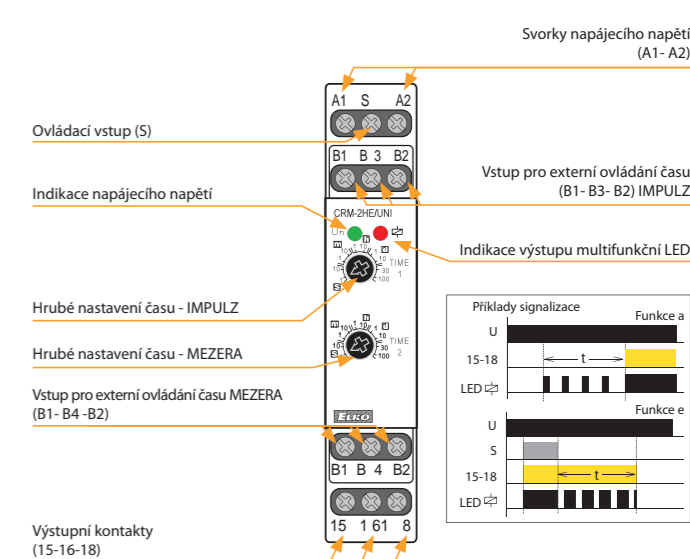 Svorky napájecího napětí
(A1- A2)
A1 S A2
Ovládací vstup (S)
B1 B 3 B2
Vstup pro externí ovládání času
(B1- B3- B2) IMPULZ
Indikace napájecího napětí
CRM-2HE/UNI
Un
Indikace výstupu multifunkční LED
TIME
1
Hrubé nastavení času - IMPULZ
Hrubé nastavení času - MEZERA
TIME
2
Vstup pro externí ovládání času MEZERA
(B1- B4 -B2)
ELKO
B1 B 4 B2
15 1 61 8
Výstupní kontakty
(15-16-18)
Příklady signalizace
Funkce a
U
15-18
t
LED
Funkce e
U
S
15-18
t
LED